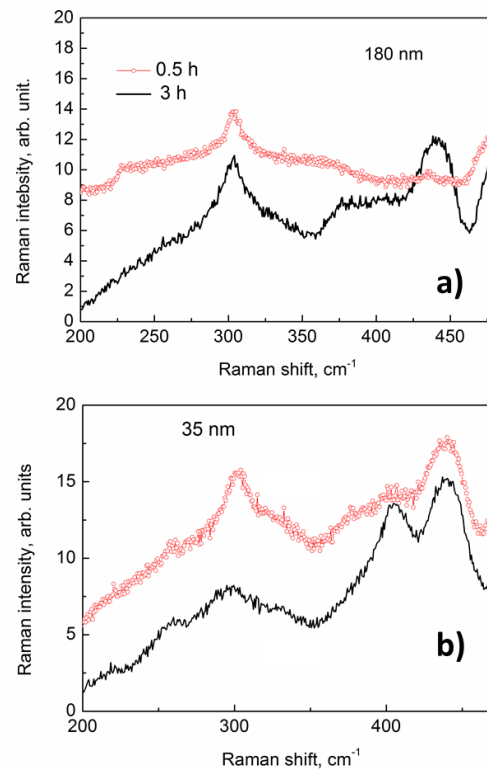 20
18
16
14
12
10
8
6
4
2
0
Raman intebsity, arb. unit.
0.5 h
3 h
180 nm
a)
200 250 300 350 400 450
Raman shift, cm-1
20
15
10
5
0
Raman intensity, arb. units
35 nm
b)
200 300 400
Raman shift, cm-1